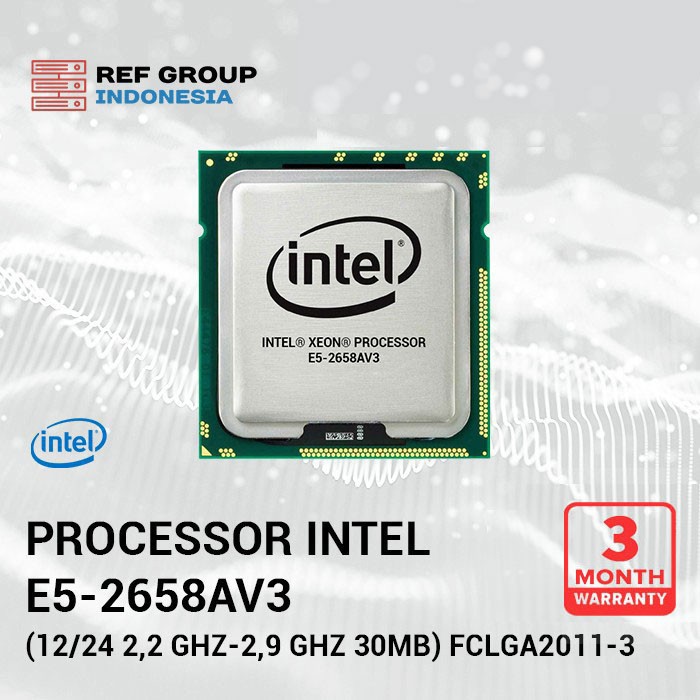 REF GROUP
INDONESIA
intel®
INTEL® XEON® PROCESSOR
E5-2658AV3
intel
PROCESSOR INTEL
E5-2658AV3
(12/24 2,2 GHZ-2,9 GHZ 30MB) FCLGA2011-3
3
MONTH
WARRANTY